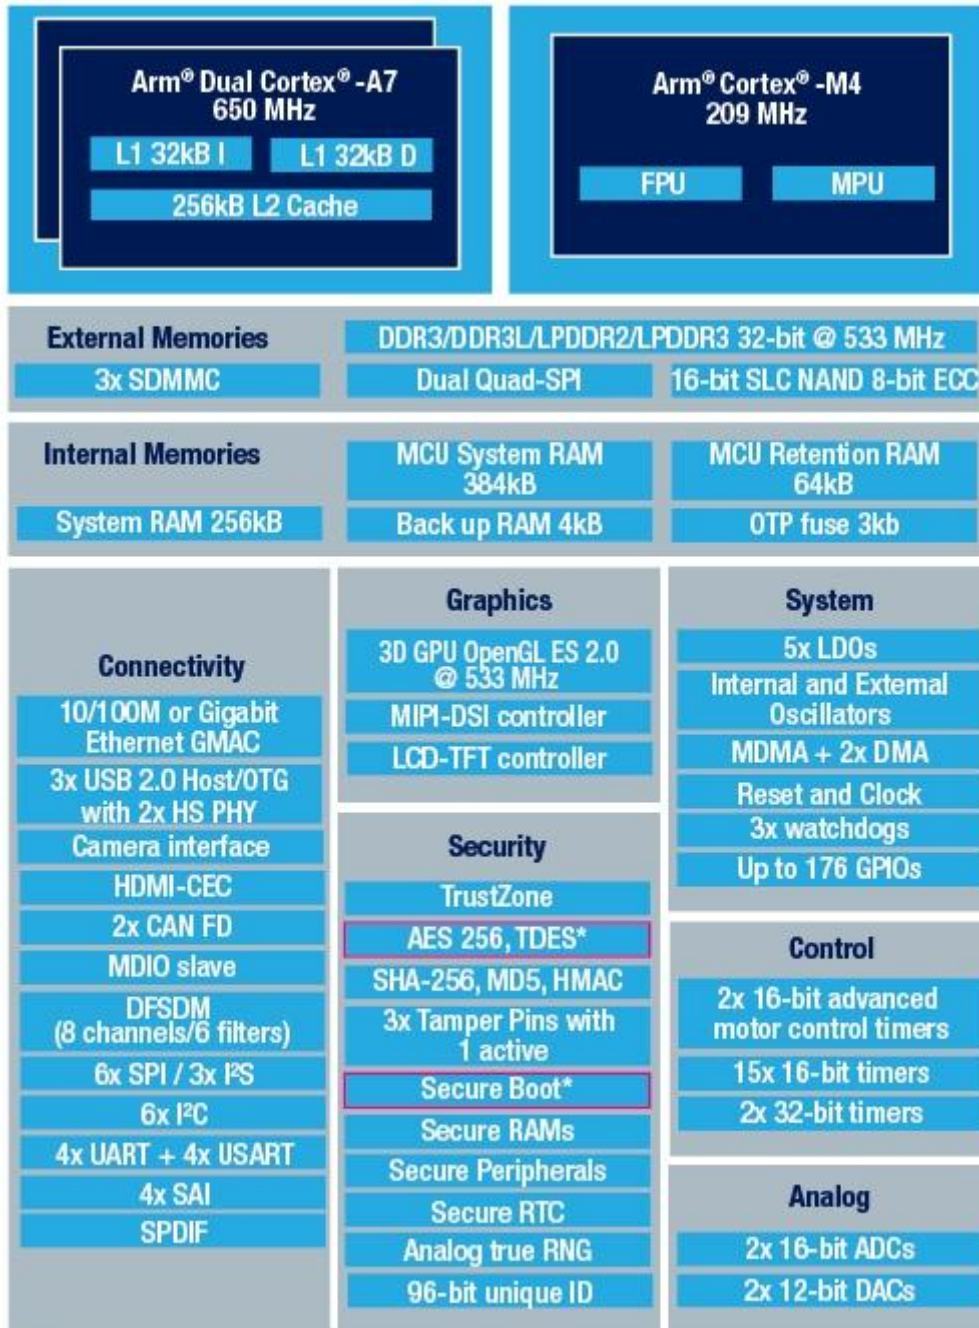 Arm® Dual Cortex® -A7
650 MHz
L1 32kB I
L1 32kB D
256kB L2 Cache
Arm® Cortex® -M4
209 MHz
FPU
MPU
External Memories
DDR3/DDR3L/LPDDR2/LPDDR3 32-bit @ 533 MHz
3x SDMMC
Dual Quad-SPI
16-bit SLC NAND 8-bit ECC
Internal Memories
MCU System RAM
384kB
MCU Retention RAM
64kB
System RAM 256kB
Back up RAM 4kB
OTP fuse 3kb
Connectivity
10/100M or Gigabit
Ethernet GMAC
3x USB 2.0 Host/OTG
with 2x HS PHY
Camera interface
HDMI-CEC
2x CAN FD
MDIO slave
DFSDM
(8 channels/6 filters)
6x SPI / 3x I²S
6x I²C
4x UART + 4x USART
4x SAI
SPDIF
Graphics
3D GPU OpenGL ES 2.0
@ 533 MHz
MIPI-DSI controller
LCD-TFT controller
Security
TrustZone
AES 256, TDES*
SHA-256, MD5, HMAC
3x Tamper Pins with
1 active
Secure Boot*
Secure RAMs
Secure Peripherals
Secure RTC
Analog true RNG
96-bit unique ID
System
5x LDOs
Internal and External
Oscillators
MDMA + 2x DMA
Reset and Clock
3x watchdogs
Up to 176 GPIOs
Control
2x 16-bit advanced
motor control timers
15x 16-bit timers
2x 32-bit timers
Analog
2x 16-bit ADCs
2x 12-bit DACs